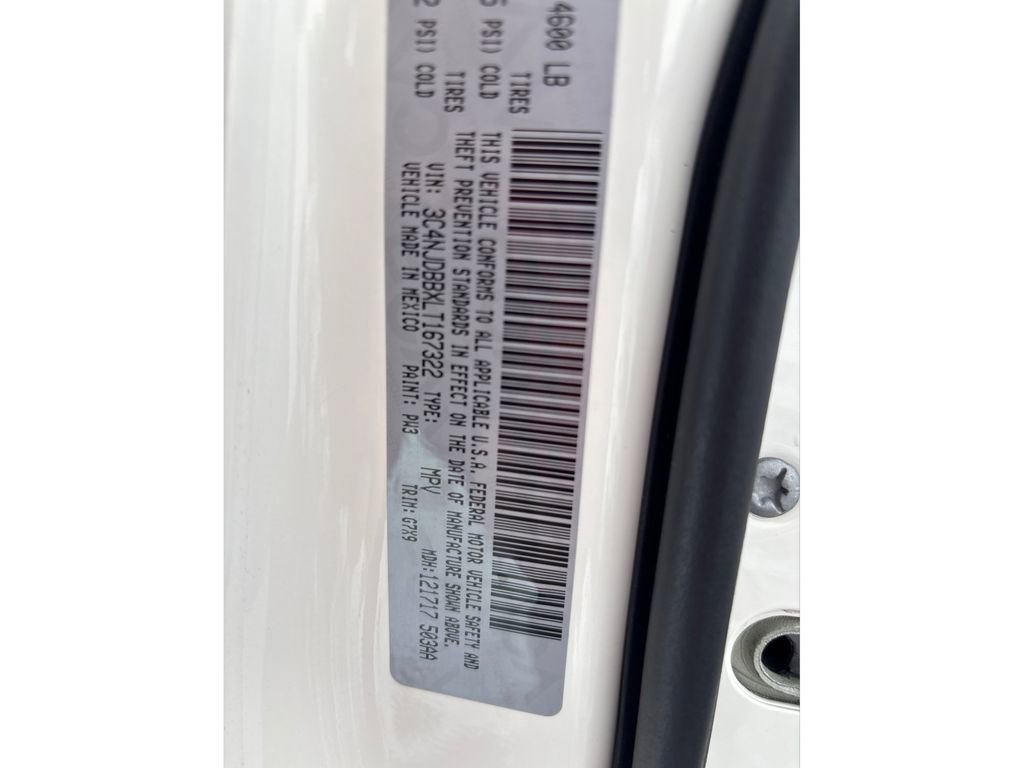 4600 LB
TIRES
5 PSI) COLD
TIRES
2 PSI) COLD
THIS VEHICLE CONFORMS TO ALL APPLICABLE U.S.A. FEDERAL MOTOR VEHICLE SAFETY AND
THEFT PREVENTION STANDARDS IN EFFECT ON THE DATE OF MANUFACTURE SHOWN ABOVE.
VIN: 3C4NJDBBXLT167322 TYPE: MPV MDH:121717 503AA
VEHICLE MADE IN MEXICO PAINT: PW3 TRIM:G7X9